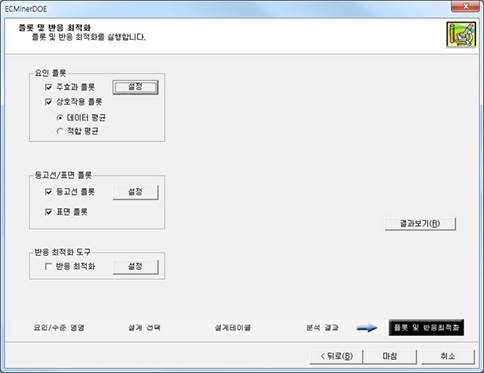 ECMinerDOE
플롯 및 반응 최적화
플롯 및 반응 최적화를 실행합니다.
요인 플롯
주효과 플롯
설정
상호작용 플롯
데이터 평균
적합 평균
등고선/표면 플롯
등고선 플롯
설정
표면 플롯
결과보기(R)
반응 최적화 도구
반응 최적화
설정
요인/수준 명명
설계 선택
설계테이블
분석 결과
플롯 및 반응최적화
< 뒤로(B)
마침
취소